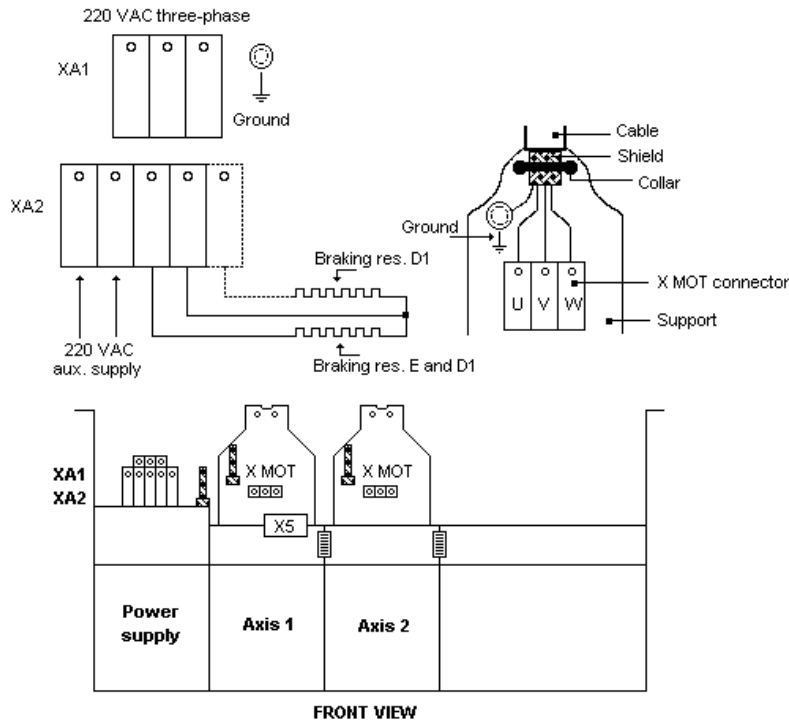 220 VAC three-phase
XA1
Ground
XA2
Braking res. D1
220 VAC
aux. supply
Braking res. E and D1
Cable
Shield
Collar
Ground
X MOT connector
U V W
Support
XA1
XA2
X MOT
X MOT
X5
Power
supply
Axis 1
Axis 2
FRONT VIEW